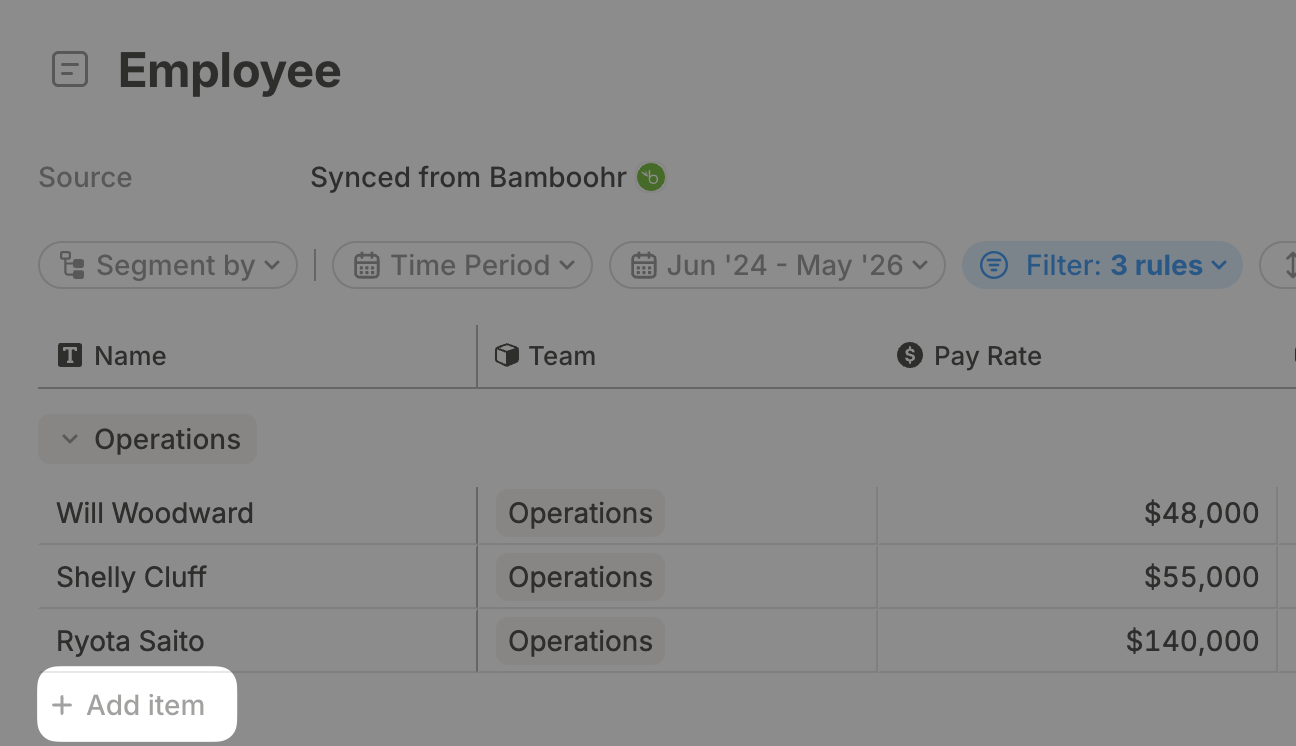 Employee
Source Synced from Bamboohr
Segment by Time Period Jun '24 - May '26 Filter: 3 rules
Name Team Pay Rate
Operations
Will Woodward Operations $48,000
Shelly Cluff Operations $55,000
Ryota Saito Operations $140,000
+ Add item